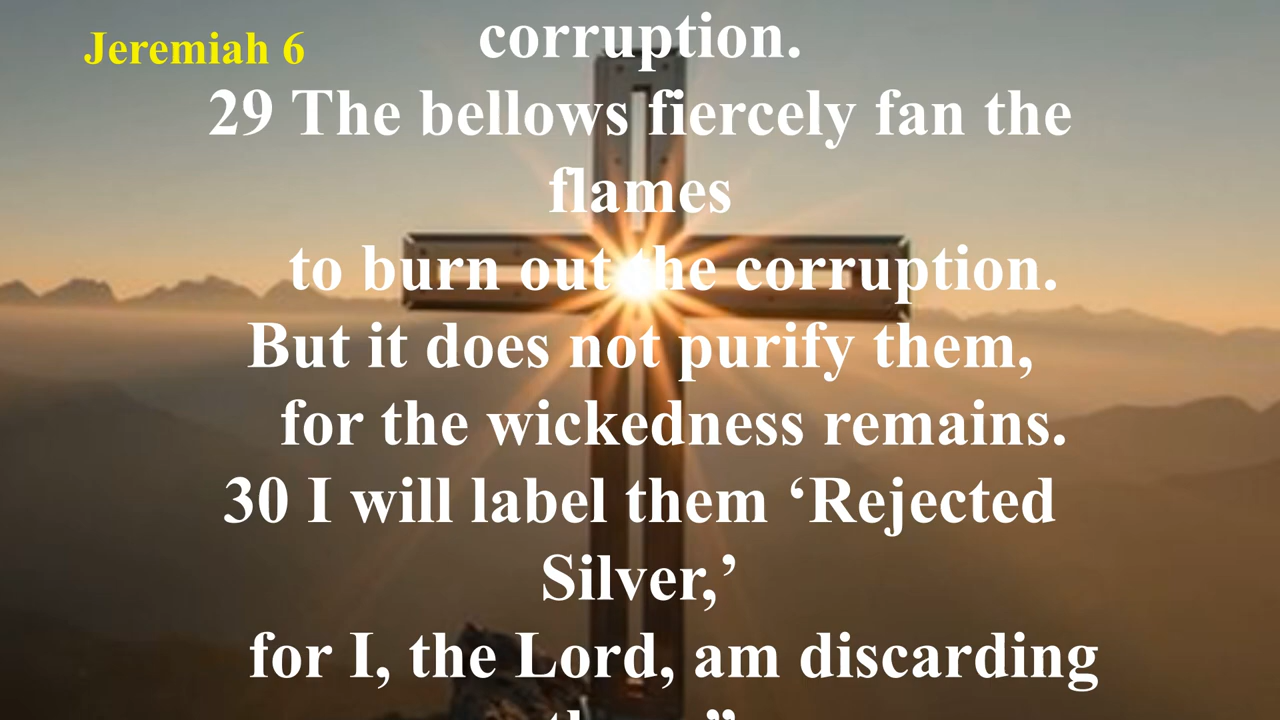 Jeremiah 6
corruption.
29 The bellows fiercely fan the
flames
to burn out the corruption.
But it does not purify them,
for the wickedness remains.
30 I will label them ‘Rejected
Silver,’
for I, the Lord, am discarding